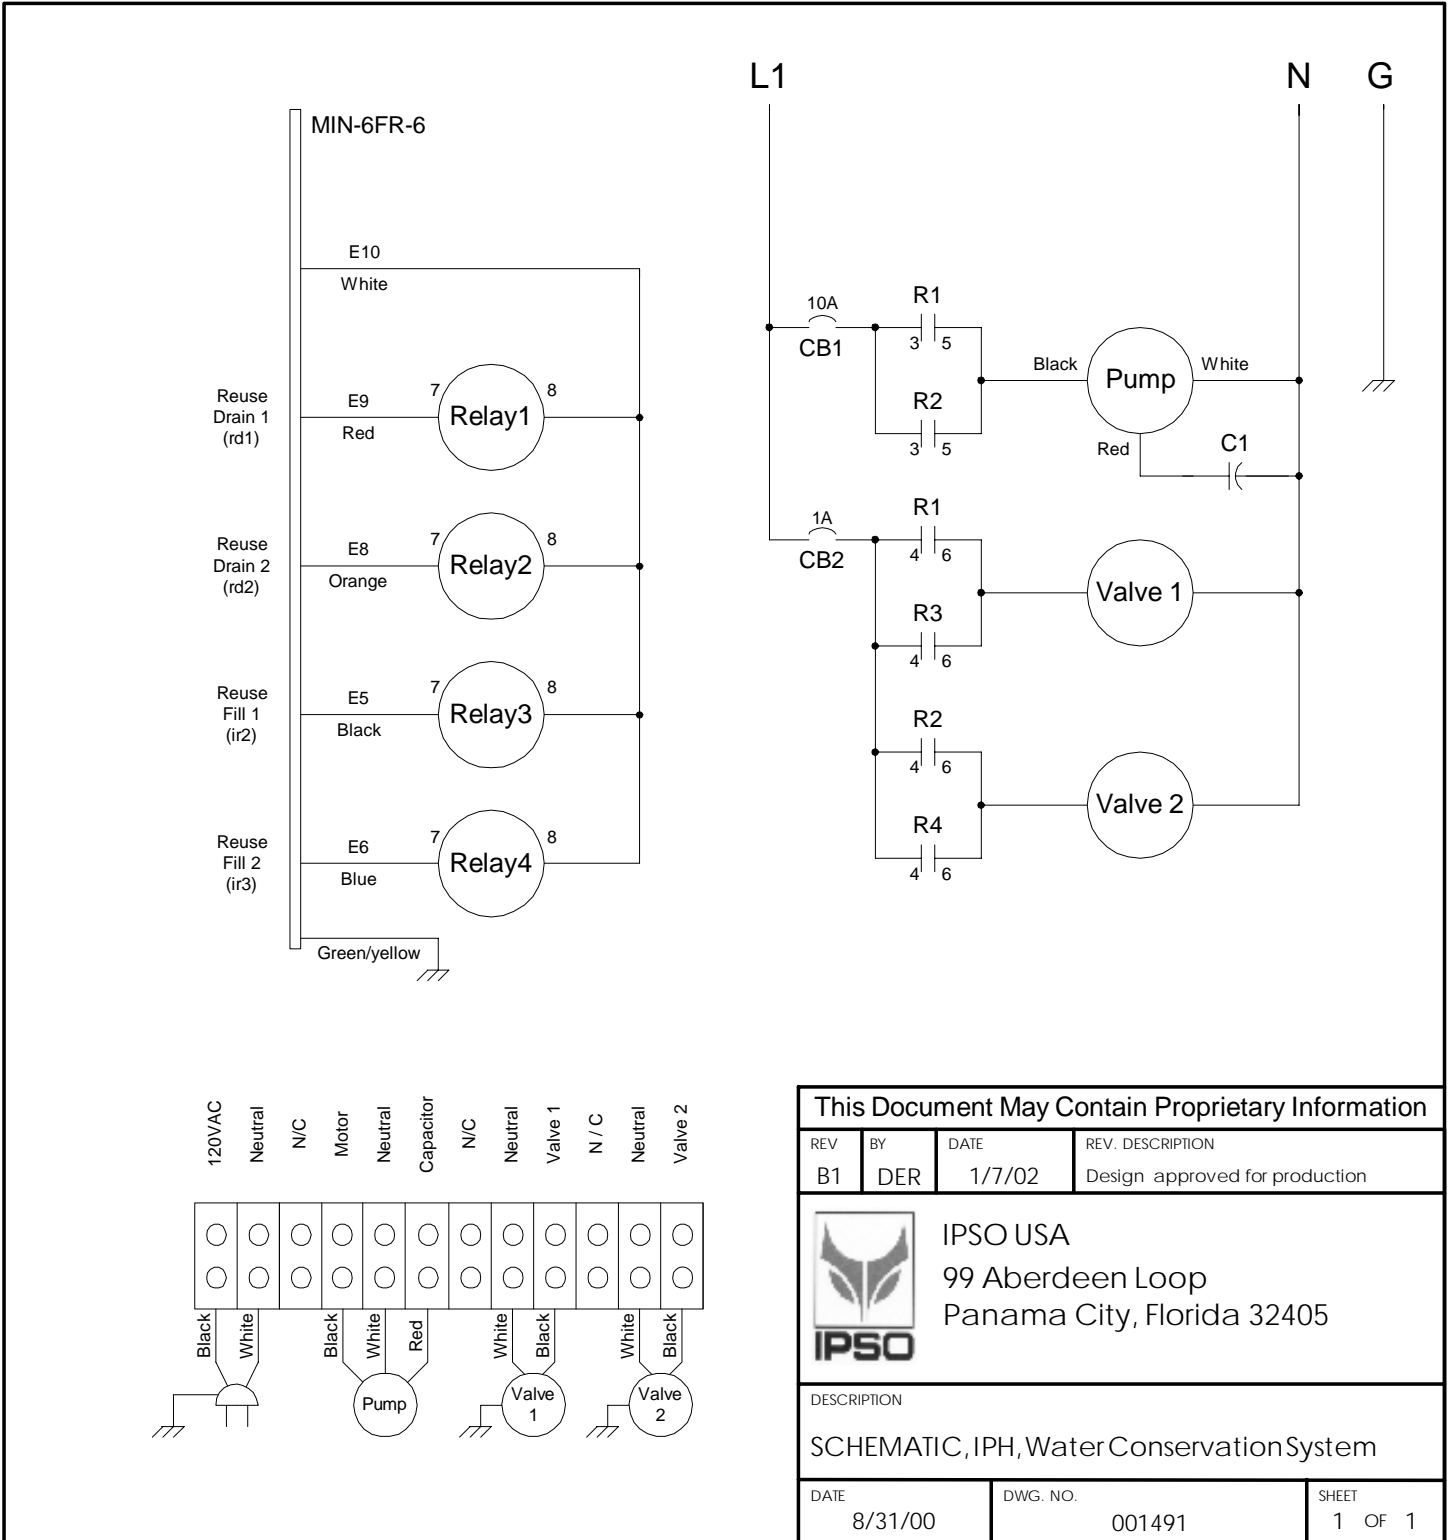 L1
N
G
MIN-6FR-6
E10
White
Reuse
Drain 1
(rd1)
E9
Red
7
Relay1
8
Reuse
Drain 2
(rd2)
E8
Orange
7
Relay2
8
Reuse
Fill 1
(ir2)
E5
Black
7
Relay3
8
Reuse
Fill 2
(ir3)
E6
Blue
7
Relay4
8
Green/yellow
10A
CB1
R1
3 5
R2
3 5
Black
Pump
White
Red
C1
1A
CB2
R1
4 6
R3
4 6
Valve 1
R2
4 6
R4
4 6
Valve 2
120VAC
Neutral
N/C
Motor
Neutral
Capacitor
N/C
Neutral
Valve 1
N / C
Neutral
Valve 2
Black
White
Black
White
Red
White
Black
White
Black
Pump
Valve
1
Valve
2
This Document May Contain Proprietary Information
REV BY DATE REV. DESCRIPTION
B1 DER 1/7/02 Design approved for production
IPSO
IPSO USA
99 Aberdeen Loop
Panama City, Florida 32405
DESCRIPTION
SCHEMATIC, IPH, Water Conservation System
DATE DWG. NO. SHEET
8/31/00 001491 1 OF 1